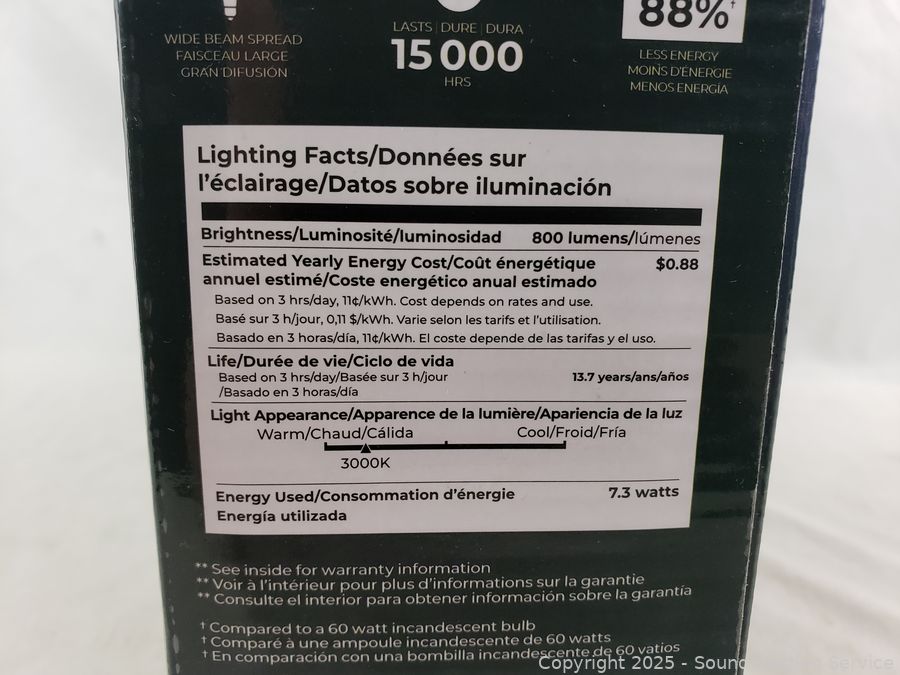 WIDE BEAM SPREAD
FAISCEAU LARGE
GRAN DIFUSIÓN
LASTS | DURE | DURA
15 000
HRS
88%†
LESS ENERGY
MOINS D'ÉNERGIE
MENOS ENERGÍA
Lighting Facts/Données sur
l'éclairage/Datos sobre iluminación
Brightness/Luminosité/luminosidad 800 lumens/lúmenes
Estimated Yearly Energy Cost/Coût énergétique $0.88
annuel estimé/Coste energético anual estimado
Based on 3 hrs/day, 11¢/kWh. Cost depends on rates and use.
Basé sur 3 h/jour, 0,11 $/kWh. Varie selon les tarifs et l'utilisation.
Basado en 3 horas/día, 11¢/kWh. El coste depende de las tarifas y el uso.
Life/Durée de vie/Ciclo de vida
Based on 3 hrs/day/Basée sur 3 h/jour 13.7 years/ans/años
/Basado en 3 horas/día
Light Appearance/Apparence de la lumière/Apariencia de la luz
Warm/Chaud/Cálida Cool/Froid/Fría
3000K
Energy Used/Consommation d'énergie 7.3 watts
Energía utilizada
** See inside for warranty information
** Voir à l'intérieur pour plus d'informations sur la garantie
** Consulte el interior para obtener información sobre la garantía
† Compared to a 60 watt incandescent bulb
† Comparé à une ampoule incandescente de 60 watts
† En comparación con una bombilla incandescente de 60 vatios
Copyright 2025 - Sound Service